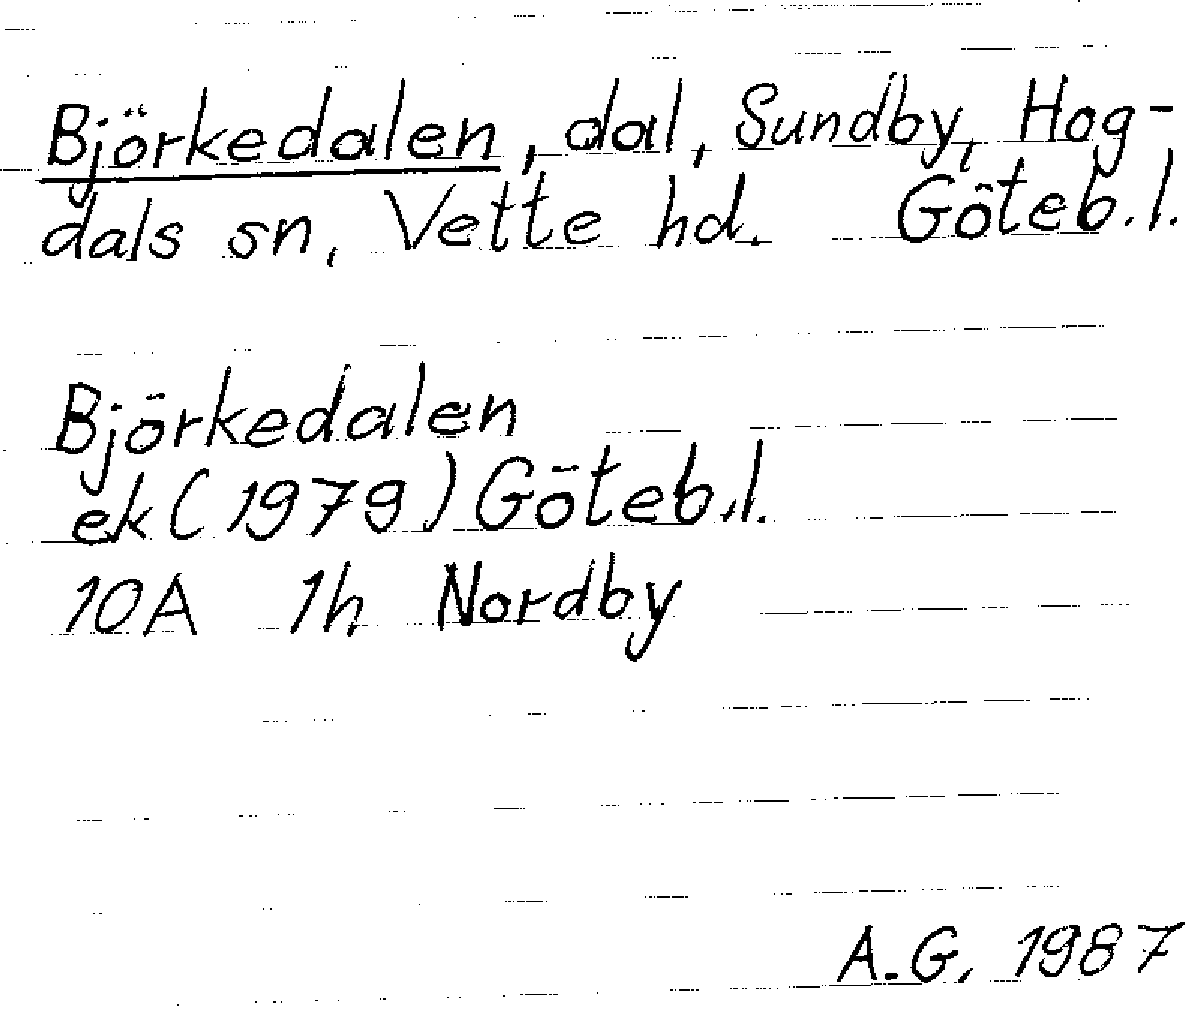 Björkedalen, dal, Sundby, Hog-
dals sn, Vette hd. Göteb.l.
Björkedalen
ek (1979) Göteb.l.
10A 1h Nordby
A.G. 1987